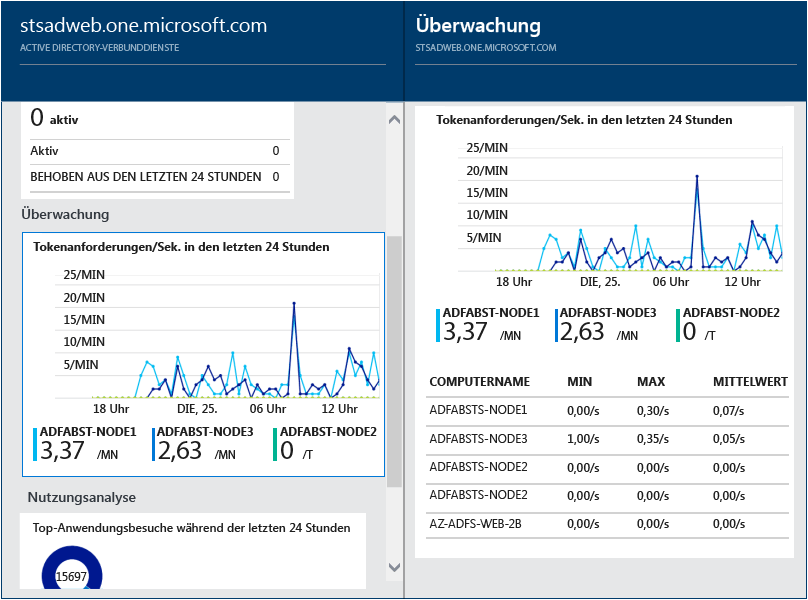 stsadweb.one.microsoft.com
ACTIVE DIRECTORY-VERBUNDDIENSTE
0 aktiv
Aktiv 0
BEHOBEN AUS DEN LETZTEN 24 STUNDEN 0
Überwachung
Tokenanforderungen/Sek. in den letzten 24 Stunden
25/MIN
20/MIN
15/MIN
10/MIN
5/MIN
18 Uhr DIE, 25. 06 Uhr 12 Uhr
ADFABST-NODE1 ADFABST-NODE3 ADFABST-NODE2
3,37 /MN 2,63 /MN 0 /T
Nutzungsanalyse
Top-Anwendungsbesuche während der letzten 24 Stunden
15697
Überwachung
STSADWEB.ONE.MICROSOFT.COM
Tokenanforderungen/Sek. in den letzten 24 Stunden
25/MIN
20/MIN
15/MIN
10/MIN
5/MIN
18 Uhr DIE, 25. 06 Uhr 12 Uhr
ADFABST-NODE1 ADFABST-NODE3 ADFABST-NODE2
3,37 /MN 2,63 /MN 0 /T
COMPUTERNAME MIN MAX MITTELWERT
ADFABSTS-NODE1 0,00/s 0,30/s 0,07/s
ADFABSTS-NODE3 1,00/s 0,35/s 0,05/s
ADFABSTS-NODE2 0,00/s 0,00/s 0,00/s
ADFABSTS-NODE2 0,00/s 0,00/s 0,00/s
AZ-ADFS-WEB-2B 0,00/s 0,00/s 0,00/s